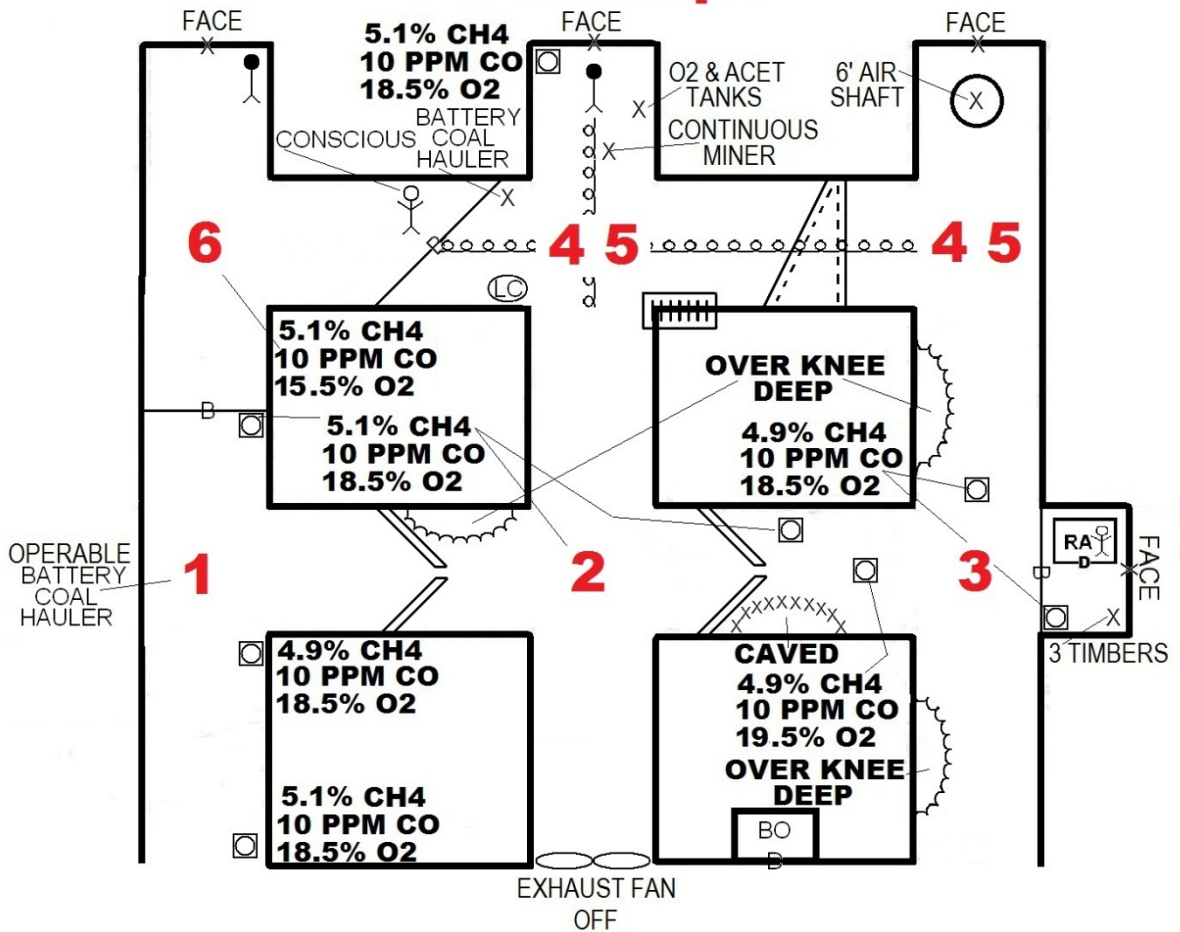 FACE
5.1% CH4
10 PPM CO
18.5% O2
FACE
FACE
O2 & ACET
TANKS
6' AIR
SHAFT
CONSCIOUS
BATTERY
COAL
HAULER
CONTINUOUS
MINER
6
4 5
4 5
LC
5.1% CH4
10 PPM CO
15.5% O2
OVER KNEE
DEEP
B
5.1% CH4
10 PPM CO
18.5% O2
4.9% CH4
10 PPM CO
18.5% O2
OPERABLE
BATTERY
COAL
HAULER
1
2
3
RA
D
B
FACE
3 TIMBERS
4.9% CH4
10 PPM CO
18.5% O2
CAVED
4.9% CH4
10 PPM CO
19.5% O2
OVER KNEE
DEEP
5.1% CH4
10 PPM CO
18.5% O2
BO
D
EXHAUST FAN
OFF